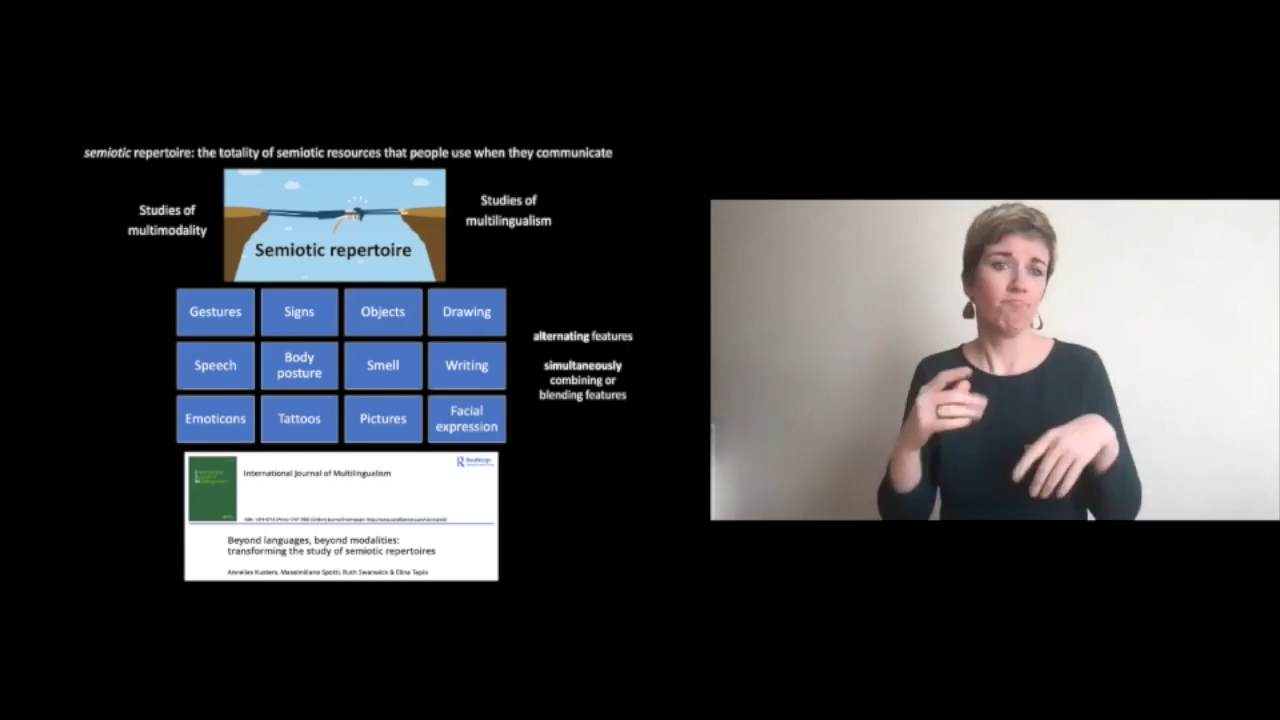 semiotic repertoire: the totality of semiotic resources that people use when they communicate
Studies of
multimodality
Semiotic repertoire
Studies of
multilingualism
Gestures
Signs
Objects
Drawing
Speech
Body
posture
Smell
Writing
Emoticons
Tattoos
Pictures
Facial
expression
alternating features
simultaneously
combining or
blending features
International Journal of Multilingualism
Routledge
Beyond languages, beyond modalities:
transforming the study of semiotic repertoires
Annelies Kusters, Massimiliano Spotti, Ruth Swanwick & Elina Tapio